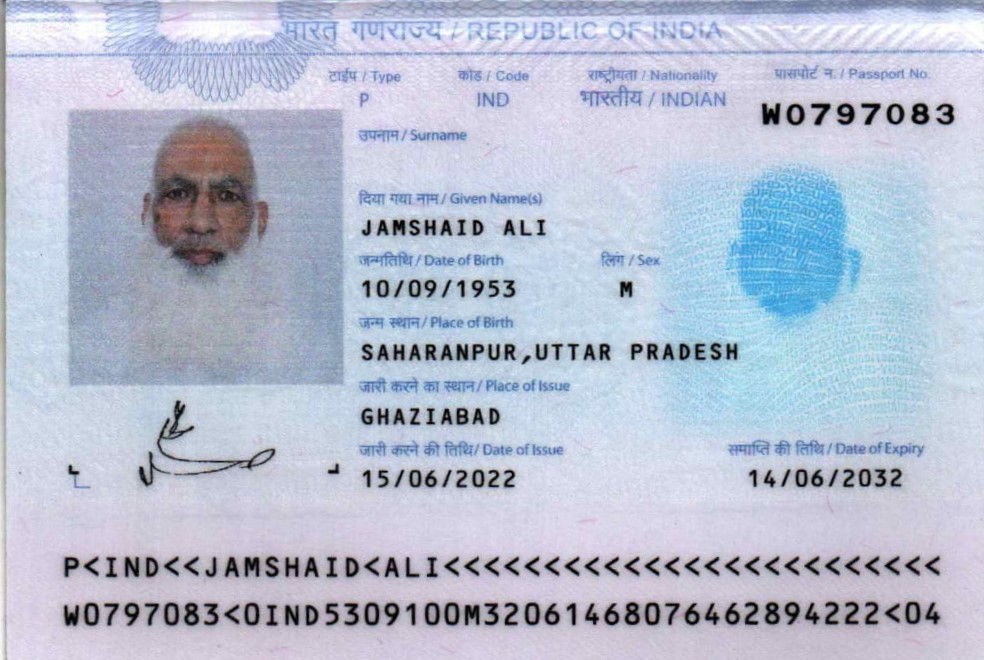 भारत गणराज्य / REPUBLIC OF INDIA
टाईप / Type कोड / Code राष्ट्रीयता / Nationality पासपोर्ट न. / Passport No.
P IND भारतीय / INDIAN W0797083
उपनाम / Surname
दिया गया नाम / Given Name(s)
JAMSHAID ALI
जन्मतिथि / Date of Birth लिंग / Sex
10/09/1953 M
जन्म स्थान / Place of Birth
SAHARANPUR,UTTAR PRADESH
जारी करने का स्थान / Place of Issue
GHAZIABAD
जारी करने की तिथि / Date of Issue समाप्ति की तिथि / Date of Expiry
15/06/2022 14/06/2032
P<IND<<JAMSHAID<ALI<<<<<<<<<<<<<<<<<<<<<<<<<
W0797083<0IND5309100M32061468076462894222<04